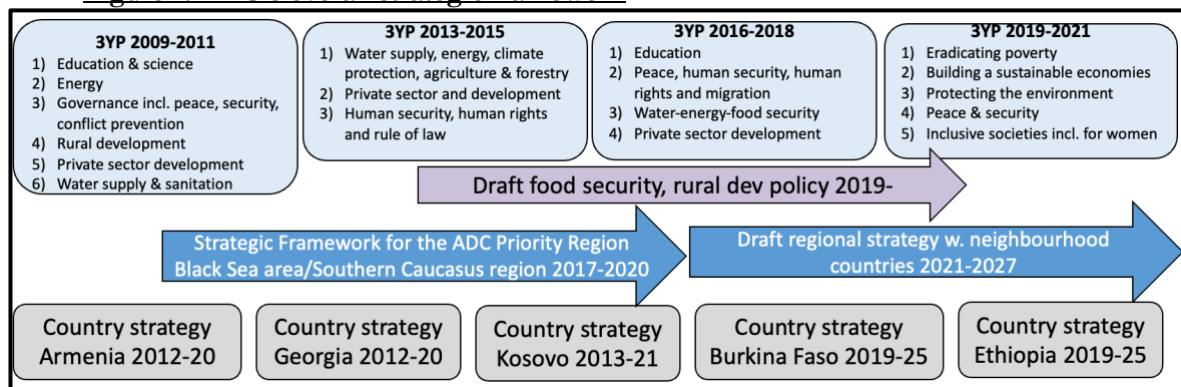 3YP 2009-2011
1) Education & science
2) Energy
3) Governance incl. peace, security,
conflict prevention
4) Rural development
5) Private sector development
6) Water supply & sanitation
3YP 2013-2015
1) Water supply, energy, climate
protection, agriculture & forestry
2) Private sector and development
3) Human security, human rights
and rule of law
3YP 2016-2018
1) Education
2) Peace, human security, human
rights and migration
3) Water-energy-food security
4) Private sector development
3YP 2019-2021
1) Eradicating poverty
2) Building a sustainable economies
3) Protecting the environment
4) Peace & security
5) Inclusive societies incl. for women
Draft food security, rural dev policy 2019-
Strategic Framework for the ADC Priority Region
Black Sea area/Southern Caucasus region 2017-2020
Draft regional strategy w. neighbourhood
countries 2021-2027
Country strategy
Armenia 2012-20
Country strategy
Georgia 2012-20
Country strategy
Kosovo 2013-21
Country strategy
Burkina Faso 2019-25
Country strategy
Ethiopia 2019-25